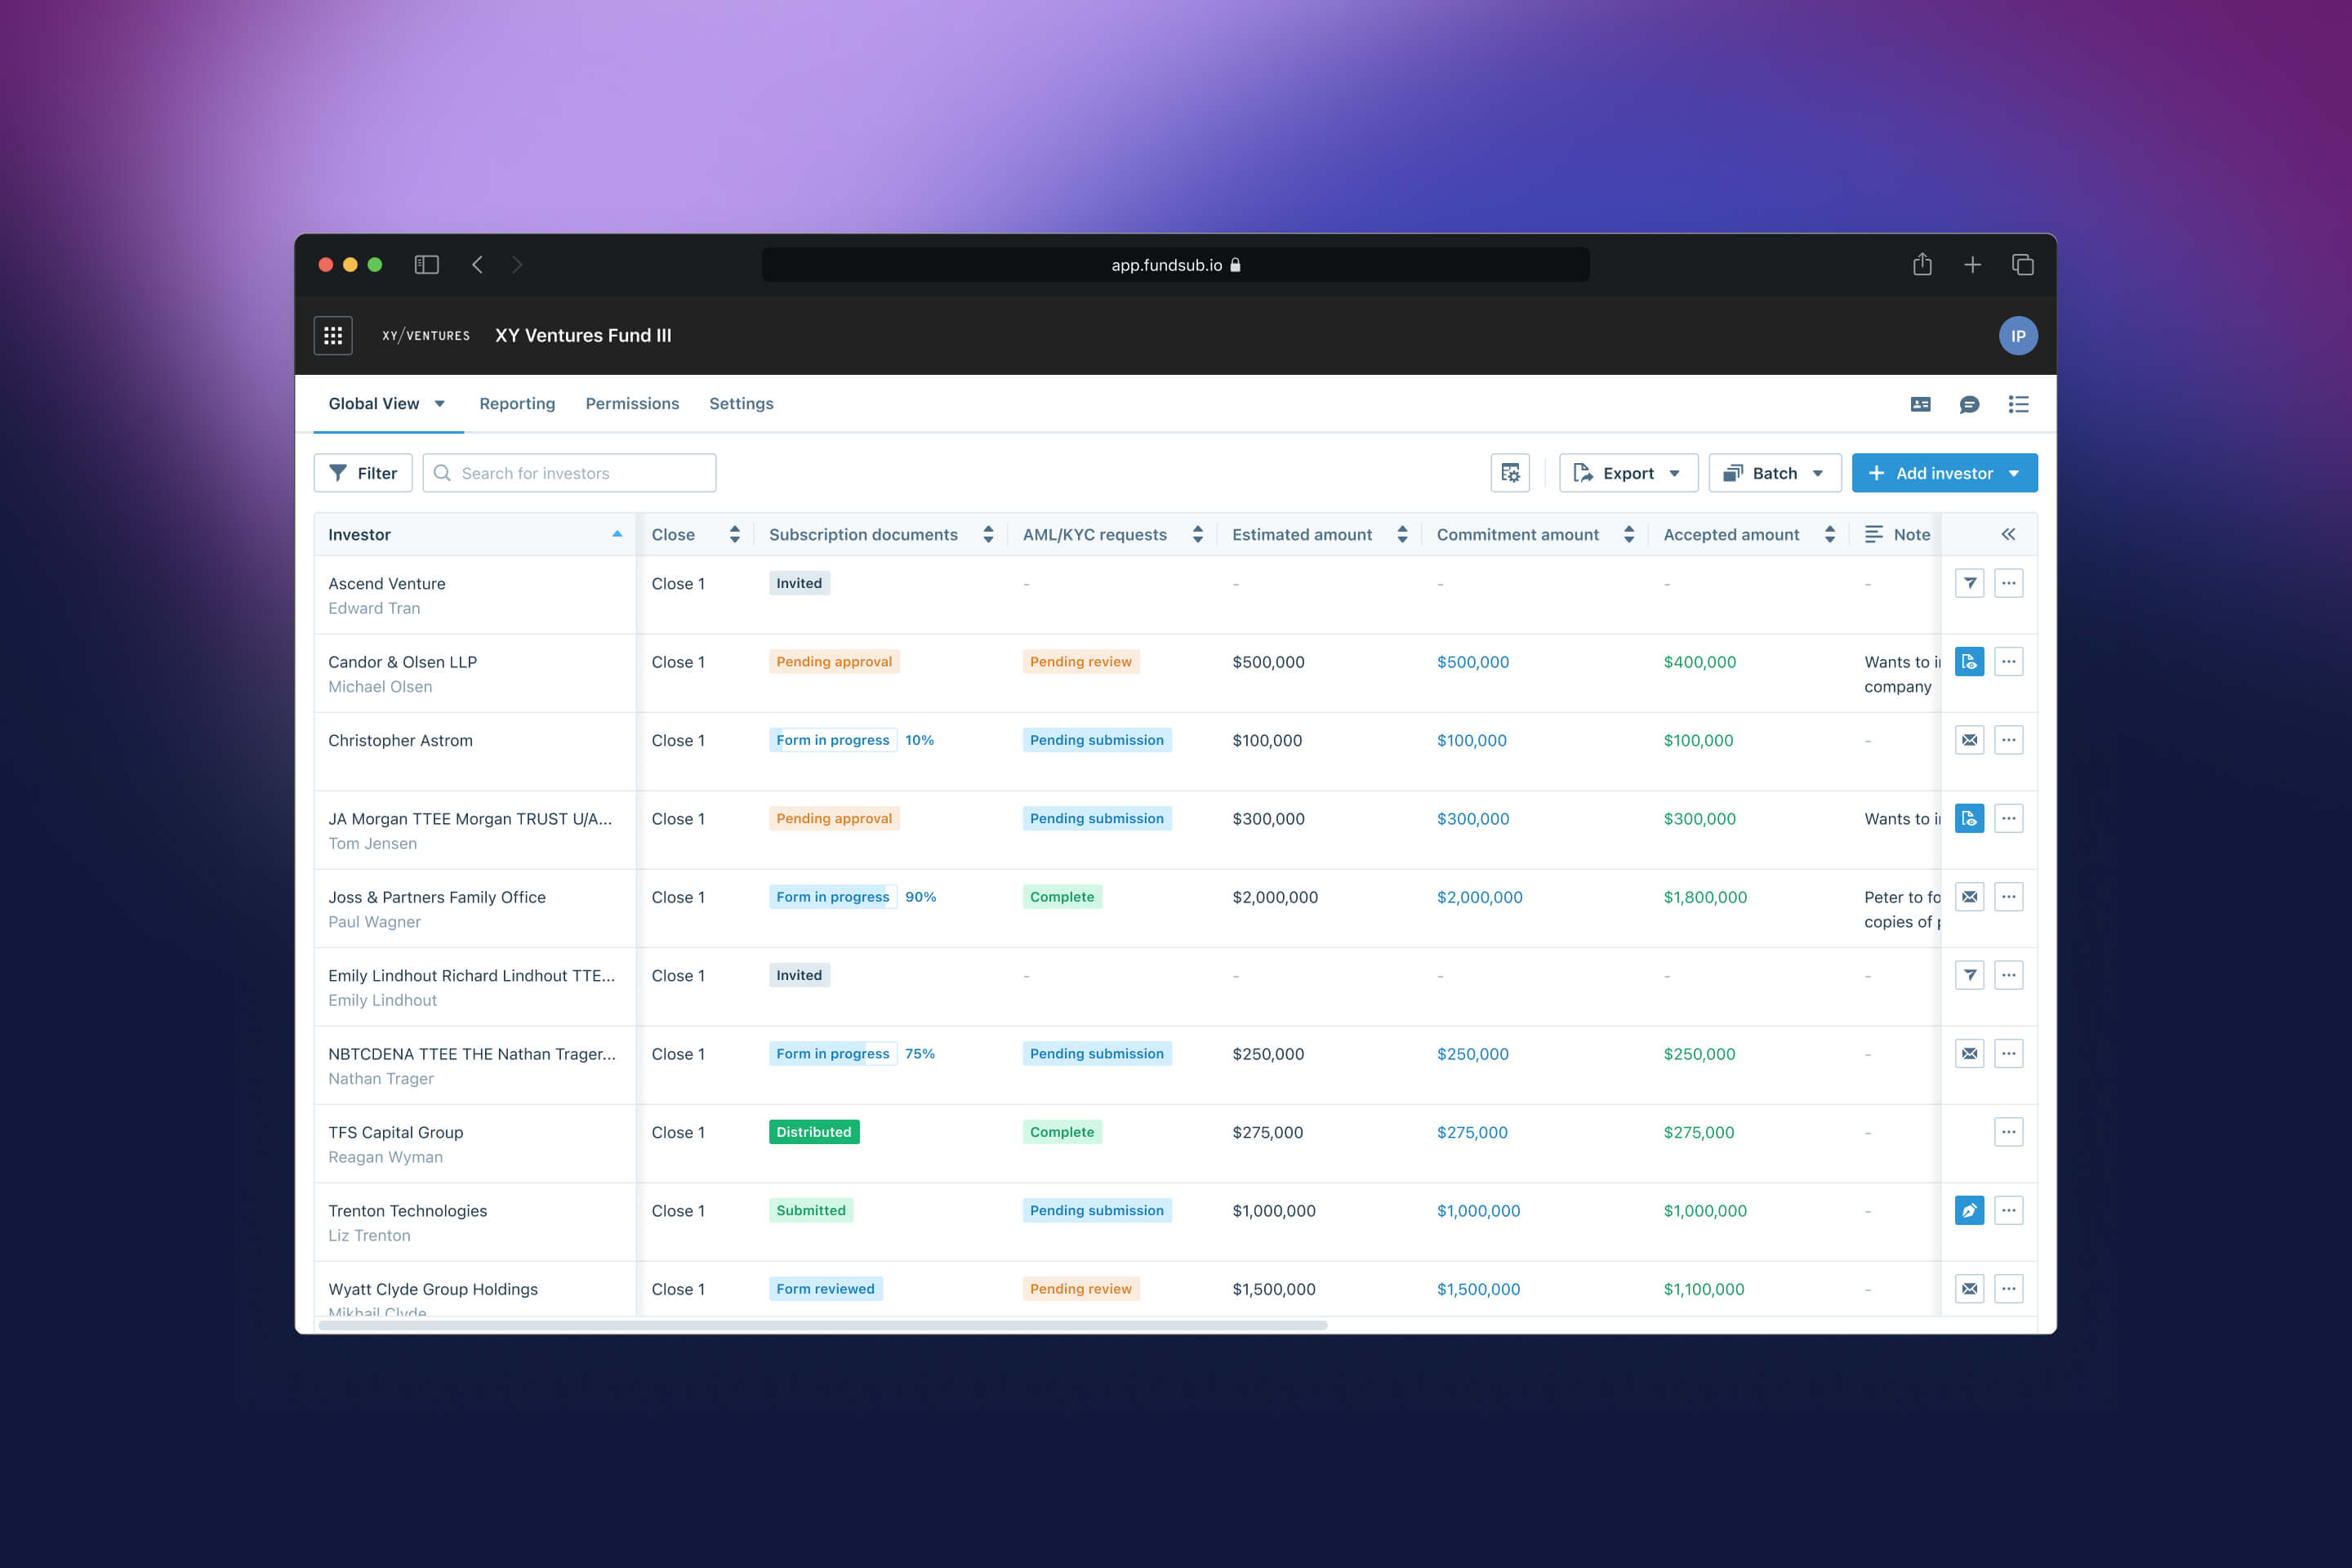 app.fundsub.io
XY/VENTURES XY Ventures Fund III IP
Global View Reporting Permissions Settings
Filter Search for investors Export Batch Add investor
Investor Close Subscription documents AML/KYC requests Estimated amount Commitment amount Accepted amount Note
Ascend Venture Close 1 Invited - - - - -
Edward Tran
Candor & Olsen LLP Close 1 Pending approval Pending review $500,000 $500,000 $400,000 Wants to
Michael Olsen company
Christopher Astrom Close 1 Form in progress 10% Pending submission $100,000 $100,000 $100,000 -
JA Morgan TTEE Morgan TRUST U/A... Close 1 Pending approval Pending submission $300,000 $300,000 $300,000 Wants to
Tom Jensen
Joss & Partners Family Office Close 1 Form in progress 90% Complete $2,000,000 $2,000,000 $1,800,000 Peter to fo
Paul Wagner copies of
Emily Lindhout Richard Lindhout TTE... Close 1 Invited - - - - -
Emily Lindhout
NBTCDENA TTEE THE Nathan Trager... Close 1 Form in progress 75% Pending submission $250,000 $250,000 $250,000 -
Nathan Trager
TFS Capital Group Close 1 Distributed Complete $275,000 $275,000 $275,000 -
Reagan Wyman
Trenton Technologies Close 1 Submitted Pending submission $1,000,000 $1,000,000 $1,000,000 -
Liz Trenton
Wyatt Clyde Group Holdings Close 1 Form reviewed Pending review $1,500,000 $1,500,000 $1,100,000 -
Mikhail Clyde